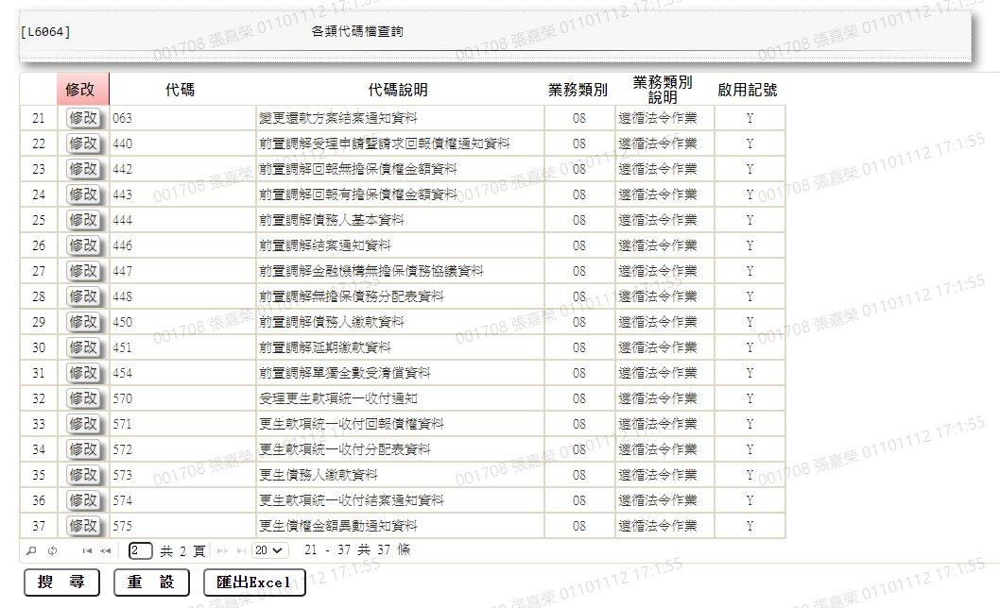 [L6064] 各類代碼檔查詢
修改 代碼 代碼說明 業務類別 業務類別說明 啟用記號
21 修改 063 變更還款方案結案通知資料 08 遵循法令作業 Y
22 修改 440 前置調解受理申請暨請求回報債權通知資料 08 遵循法令作業 Y
23 修改 442 前置調解回報無擔保債權金額資料 08 遵循法令作業 Y
24 修改 443 前置調解回報有擔保債權金額資料 08 遵循法令作業 Y
25 修改 444 前置調解債務人基本資料 08 遵循法令作業 Y
26 修改 446 前置調解結案通知資料 08 遵循法令作業 Y
27 修改 447 前置調解金融機構無擔保債務協議資料 08 遵循法令作業 Y
28 修改 448 前置調解無擔保債務分配表資料 08 遵循法令作業 Y
29 修改 450 前置調解債務人繳款資料 08 遵循法令作業 Y
30 修改 451 前置調解延期繳款資料 08 遵循法令作業 Y
31 修改 454 前置調解單獨全數受清償資料 08 遵循法令作業 Y
32 修改 570 受理更生款項統一收付通知 08 遵循法令作業 Y
33 修改 571 更生款項統一收付回報債權資料 08 遵循法令作業 Y
34 修改 572 更生款項統一收付分配表資料 08 遵循法令作業 Y
35 修改 573 更生債務人繳款資料 08 遵循法令作業 Y
36 修改 574 更生款項統一收付結案通知資料 08 遵循法令作業 Y
37 修改 575 更生債權金額異動通知資料 08 遵循法令作業 Y
2 共 2 頁 20 21 - 37 共 37 條
搜 尋 重 設 匯出Excel
001708 張嘉榮 01101112 17:1:55